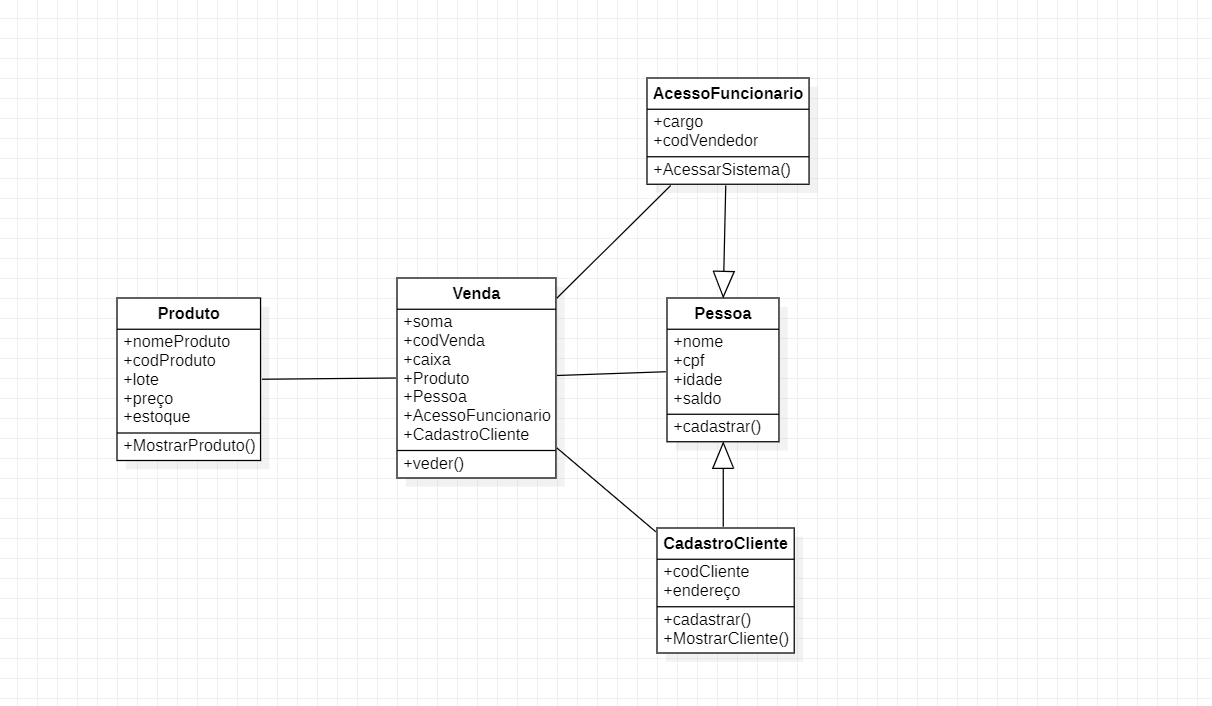 AcessoFuncionario
+cargo
+codVendedor
+AcessarSistema()
Produto
+nomeProduto
+codProduto
+lote
+preço
+estoque
+MostrarProduto()
Venda
+soma
+codVenda
+caixa
+Produto
+Pessoa
+AcessoFuncionario
+CadastroCliente
+veder()
Pessoa
+nome
+cpf
+idade
+saldo
+cadastrar()
CadastroCliente
+codCliente
+endereço
+cadastrar()
+MostrarCliente()